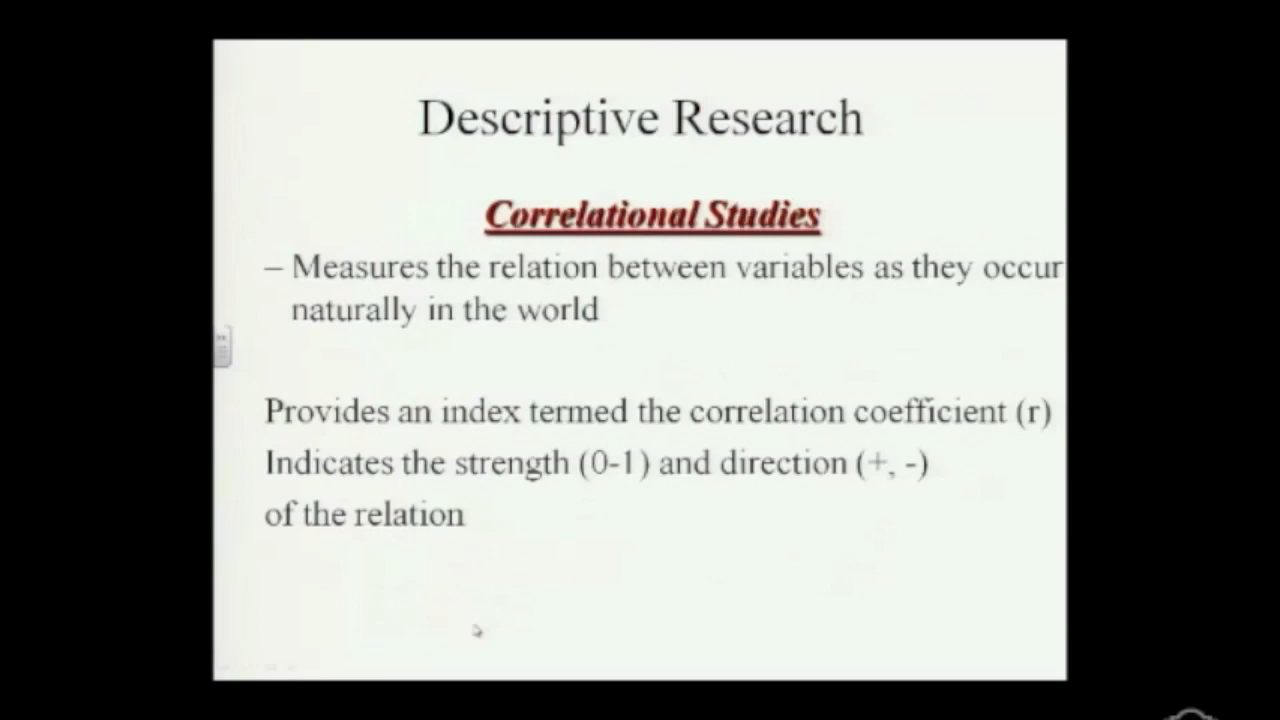 Descriptive Research
Correlational Studies
– Measures the relation between variables as they occur
naturally in the world
Provides an index termed the correlation coefficient (r)
Indicates the strength (0-1) and direction (+, -)
of the relation